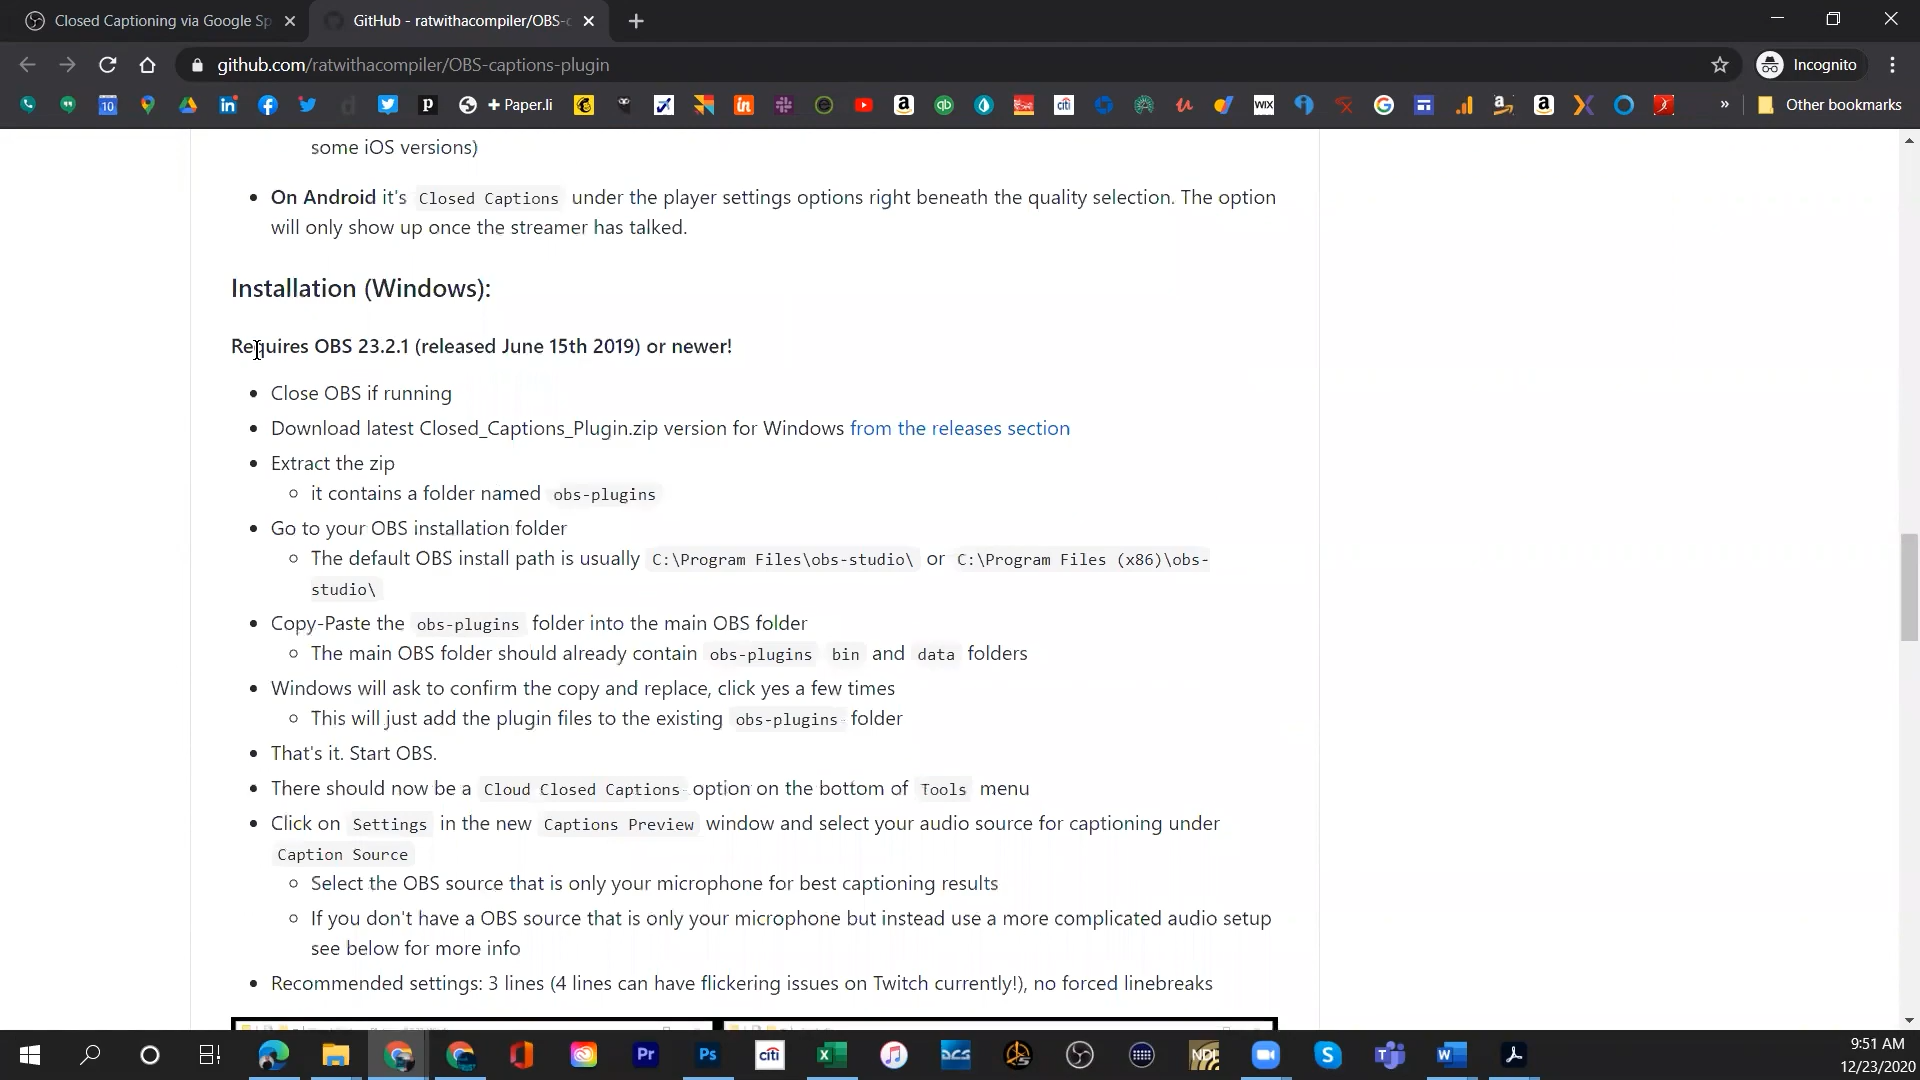 Closed Captioning via Google Sp
GitHub - ratwithacompiler/OBS-c
github.com/ratwithacompiler/OBS-captions-plugin
Incognito
+ Paper.li
Other bookmarks
some iOS versions)
• On Android it's Closed Captions under the player settings options right beneath the quality selection. The option
will only show up once the streamer has talked.
Installation (Windows):
Requires OBS 23.2.1 (released June 15th 2019) or newer!
• Close OBS if running
• Download latest Closed_Captions_Plugin.zip version for Windows from the releases section
• Extract the zip
○ it contains a folder named obs-plugins
• Go to your OBS installation folder
○ The default OBS install path is usually C:\Program Files\obs-studio\ or C:\Program Files (x86)\obs-
studio\
• Copy-Paste the obs-plugins folder into the main OBS folder
○ The main OBS folder should already contain obs-plugins bin and data folders
• Windows will ask to confirm the copy and replace, click yes a few times
○ This will just add the plugin files to the existing obs-plugins folder
• That's it. Start OBS.
• There should now be a Cloud Closed Captions option on the bottom of Tools menu
• Click on Settings in the new Captions Preview window and select your audio source for captioning under
Caption Source
○ Select the OBS source that is only your microphone for best captioning results
○ If you don't have a OBS source that is only your microphone but instead use a more complicated audio setup
see below for more info
• Recommended settings: 3 lines (4 lines can have flickering issues on Twitch currently!), no forced linebreaks
9:51 AM
12/23/2020